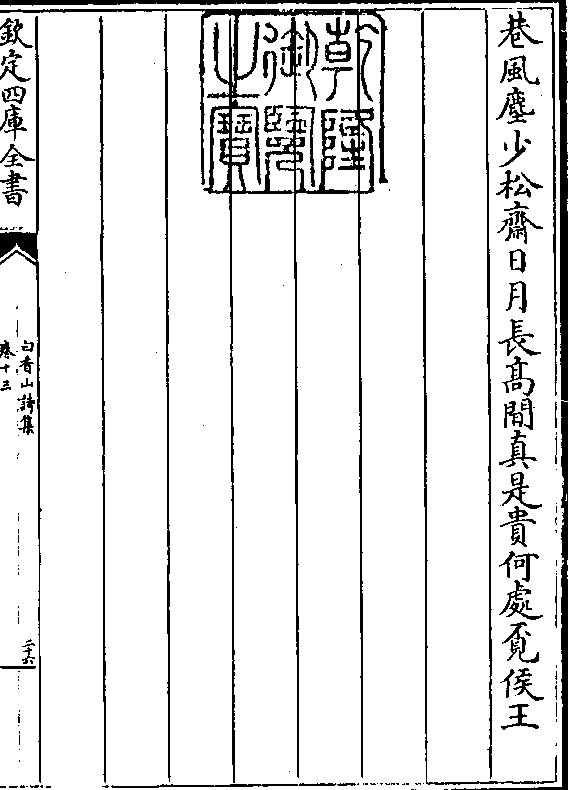 巷風塵少松齋日月長髙閒真是貴何處覔侯王
乾隆御覽之寶
欽定四庫全書
白香山詩集
卷十三
二十六